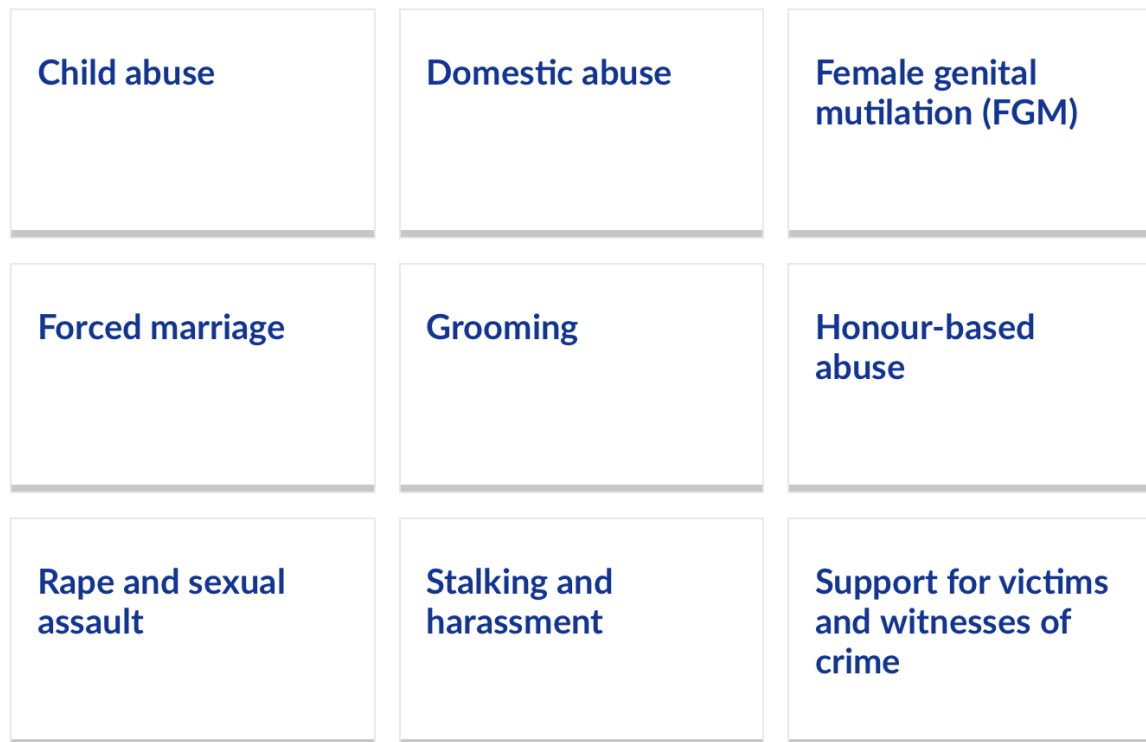 Child abuse
Domestic abuse
Female genital
mutilation (FGM)
Forced marriage
Grooming
Honour-based
abuse
Rape and sexual
assault
Stalking and
harassment
Support for victims
and witnesses of
crime